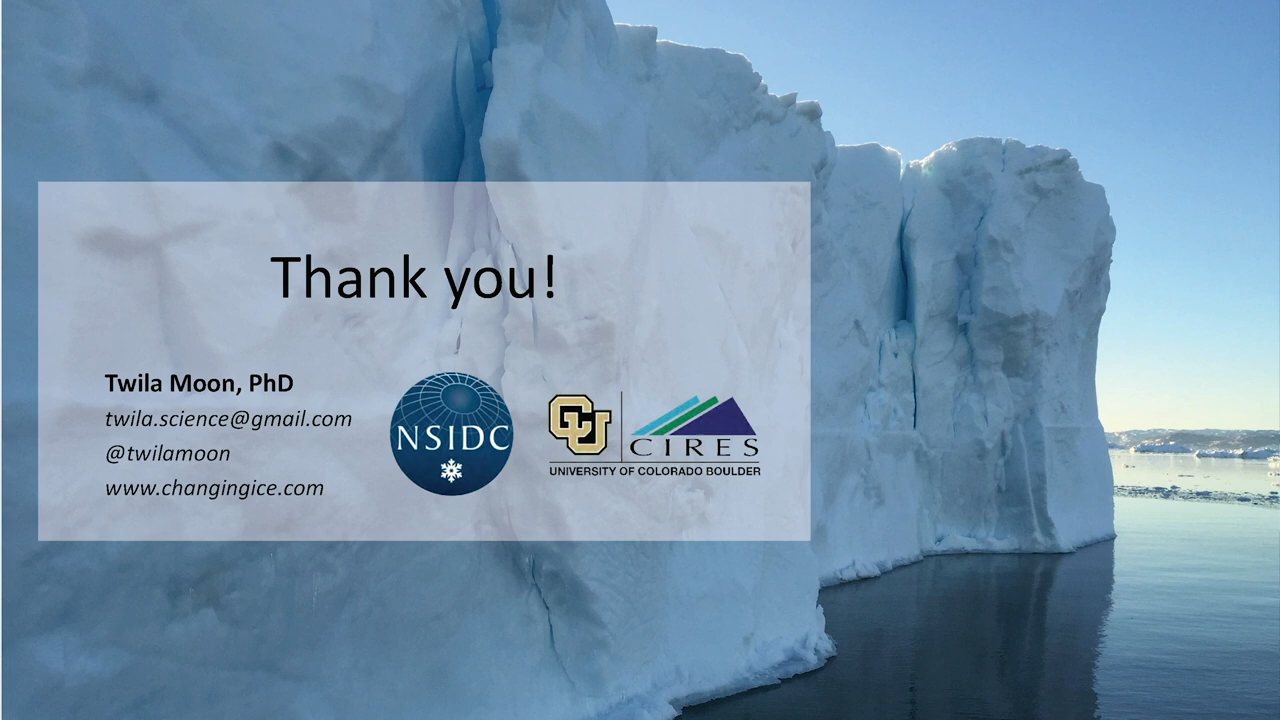 Thank you!
Twila Moon, PhD
twila.science@gmail.com
@twilamoon
www.changingice.com
NSIDC
CU
CIRES
UNIVERSITY OF COLORADO BOULDER